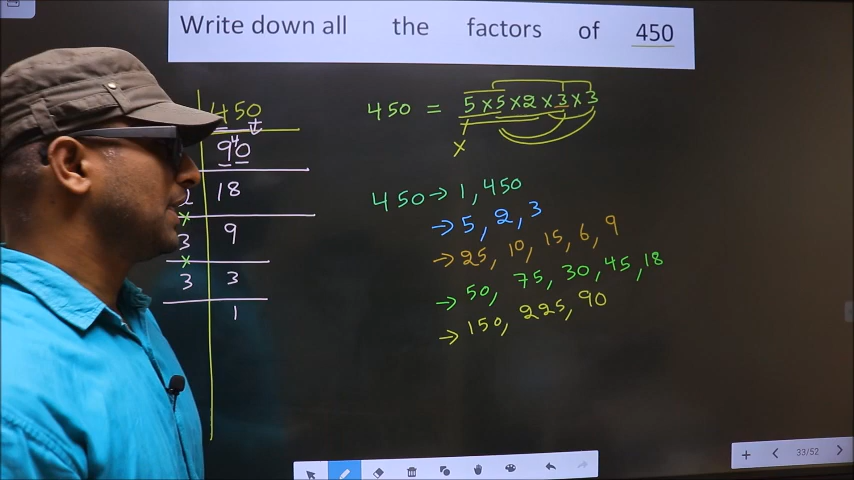 Write down all the factors of 450
450
450 = 5 × 5 × 2 × 3 × 3
x
90
4
2 18
450 → 1, 450
x
→ 5, 2, 3
3 9
→ 25, 10, 15, 6, 9
x
3 3
→ 50, 75, 30, 45, 18
1
→ 150, 225, 90
33/52